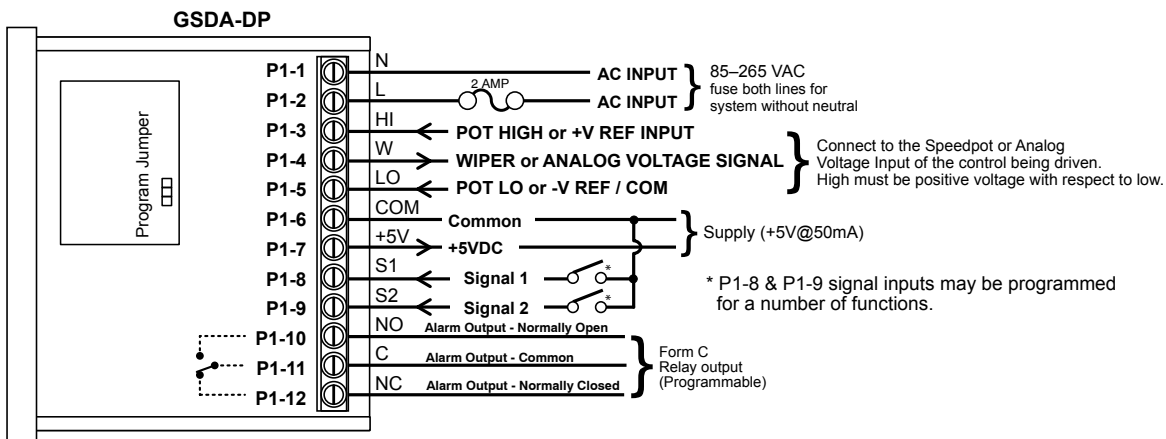 GSDA-DP
Program Jumper
P1-1 N AC INPUT
P1-2 L 2 AMP AC INPUT
85–265 VAC
fuse both lines for
system without neutral
P1-3 HI POT HIGH or +V REF INPUT
P1-4 W WIPER or ANALOG VOLTAGE SIGNAL
P1-5 LO POT LO or -V REF / COM
Connect to the Speedpot or Analog
Voltage Input of the control being driven.
High must be positive voltage with respect to low.
P1-6 COM Common
P1-7 +5V +5VDC
Supply (+5V@50mA)
P1-8 S1 Signal 1 *
P1-9 S2 Signal 2 *
* P1-8 & P1-9 signal inputs may be programmed
for a number of functions.
P1-10 NO Alarm Output - Normally Open
P1-11 C Alarm Output - Common
P1-12 NC Alarm Output - Normally Closed
Form C
Relay output
(Programmable)